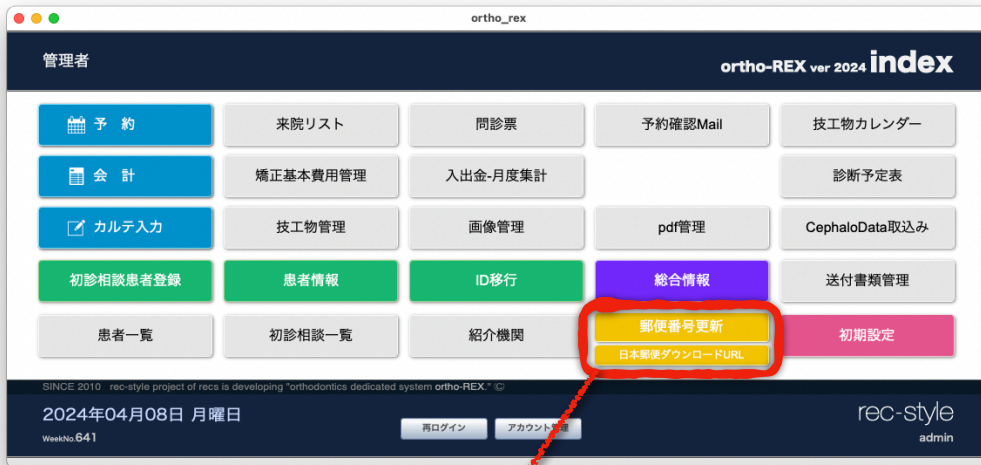 ortho_rex
管理者
ortho-REX ver 2024 index
予 約
来院リスト
問診票
予約確認Mail
技工物カレンダー
会 計
矯正基本費用管理
入出金-月度集計
診断予定表
カルテ入力
技工物管理
画像管理
pdf管理
CephaloData取込み
初診相談患者登録
患者情報
ID移行
総合情報
送付書類管理
患者一覧
初診相談一覧
紹介機関
郵便番号更新
日本郵便ダウンロードURL
初期設定
SINCE 2010 rec-style project of recs is developing "orthodontics dedicated system ortho-REX." ©
2024年04月08日 月曜日
WeekNo.641
再ログイン
アカウント管理
rec-style
admin